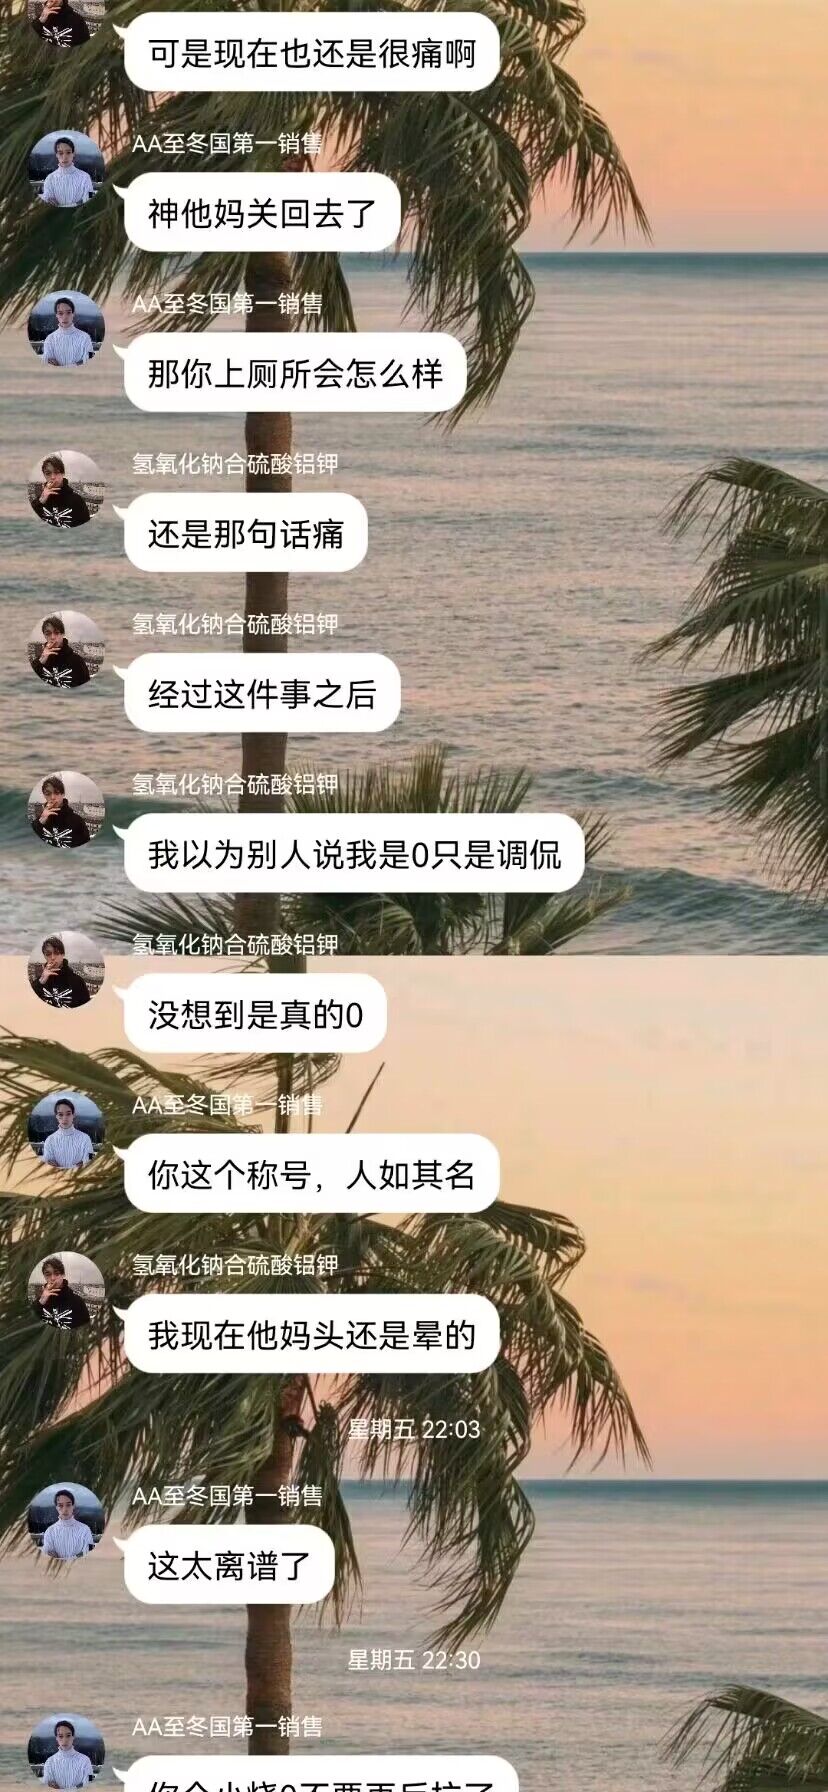 可是现在也还是很痛啊
AA至冬国第一销售
神他妈关回去了
AA至冬国第一销售
那你上厕所会怎么样
氢氧化钠合硫酸铝钾
还是那句话痛
氢氧化钠合硫酸铝钾
经过这件事之后
氢氧化钠合硫酸铝钾
我以为别人说我是0只是调侃
氢氧化钠合硫酸铝钾
没想到是真的0
AA至冬国第一销售
你这个称号，人如其名
氢氧化钠合硫酸铝钾
我现在他妈头还是晕的
星期五 22:03
AA至冬国第一销售
这太离谱了
星期五 22:30
AA至冬国第一销售